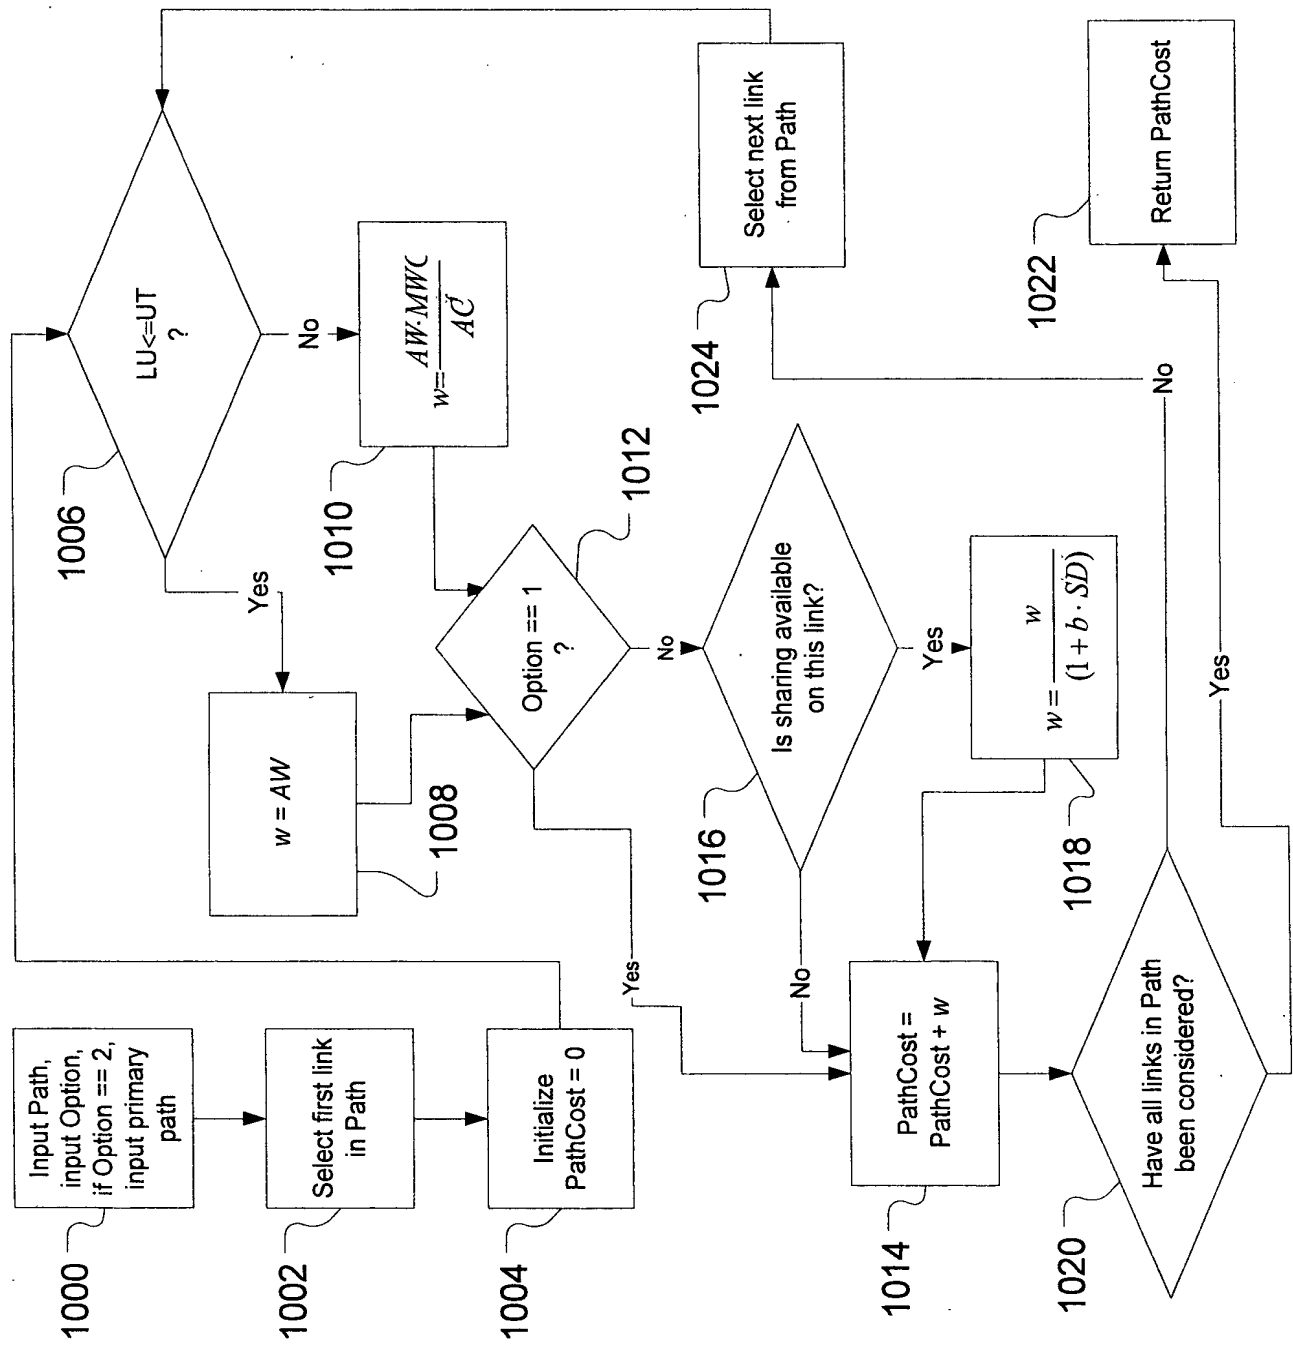 Input Path,
input Option,
if Option == 2,
input primary
path
1000
Select first link
in Path
1002
Initialize
PathCost = 0
1004
LU<=UT
?
1006
Yes
No
w = AW
1008
w = AW·MWC / AC
1010
Option == 1
?
1012
Yes
No
Is sharing available
on this link?
1016
No
Yes
w = w / (1 + b · SD)
1018
PathCost =
PathCost + w
1014
Have all links in Path
been considered?
1020
No
Yes
Select next link
from Path
1024
Return PathCost
1022